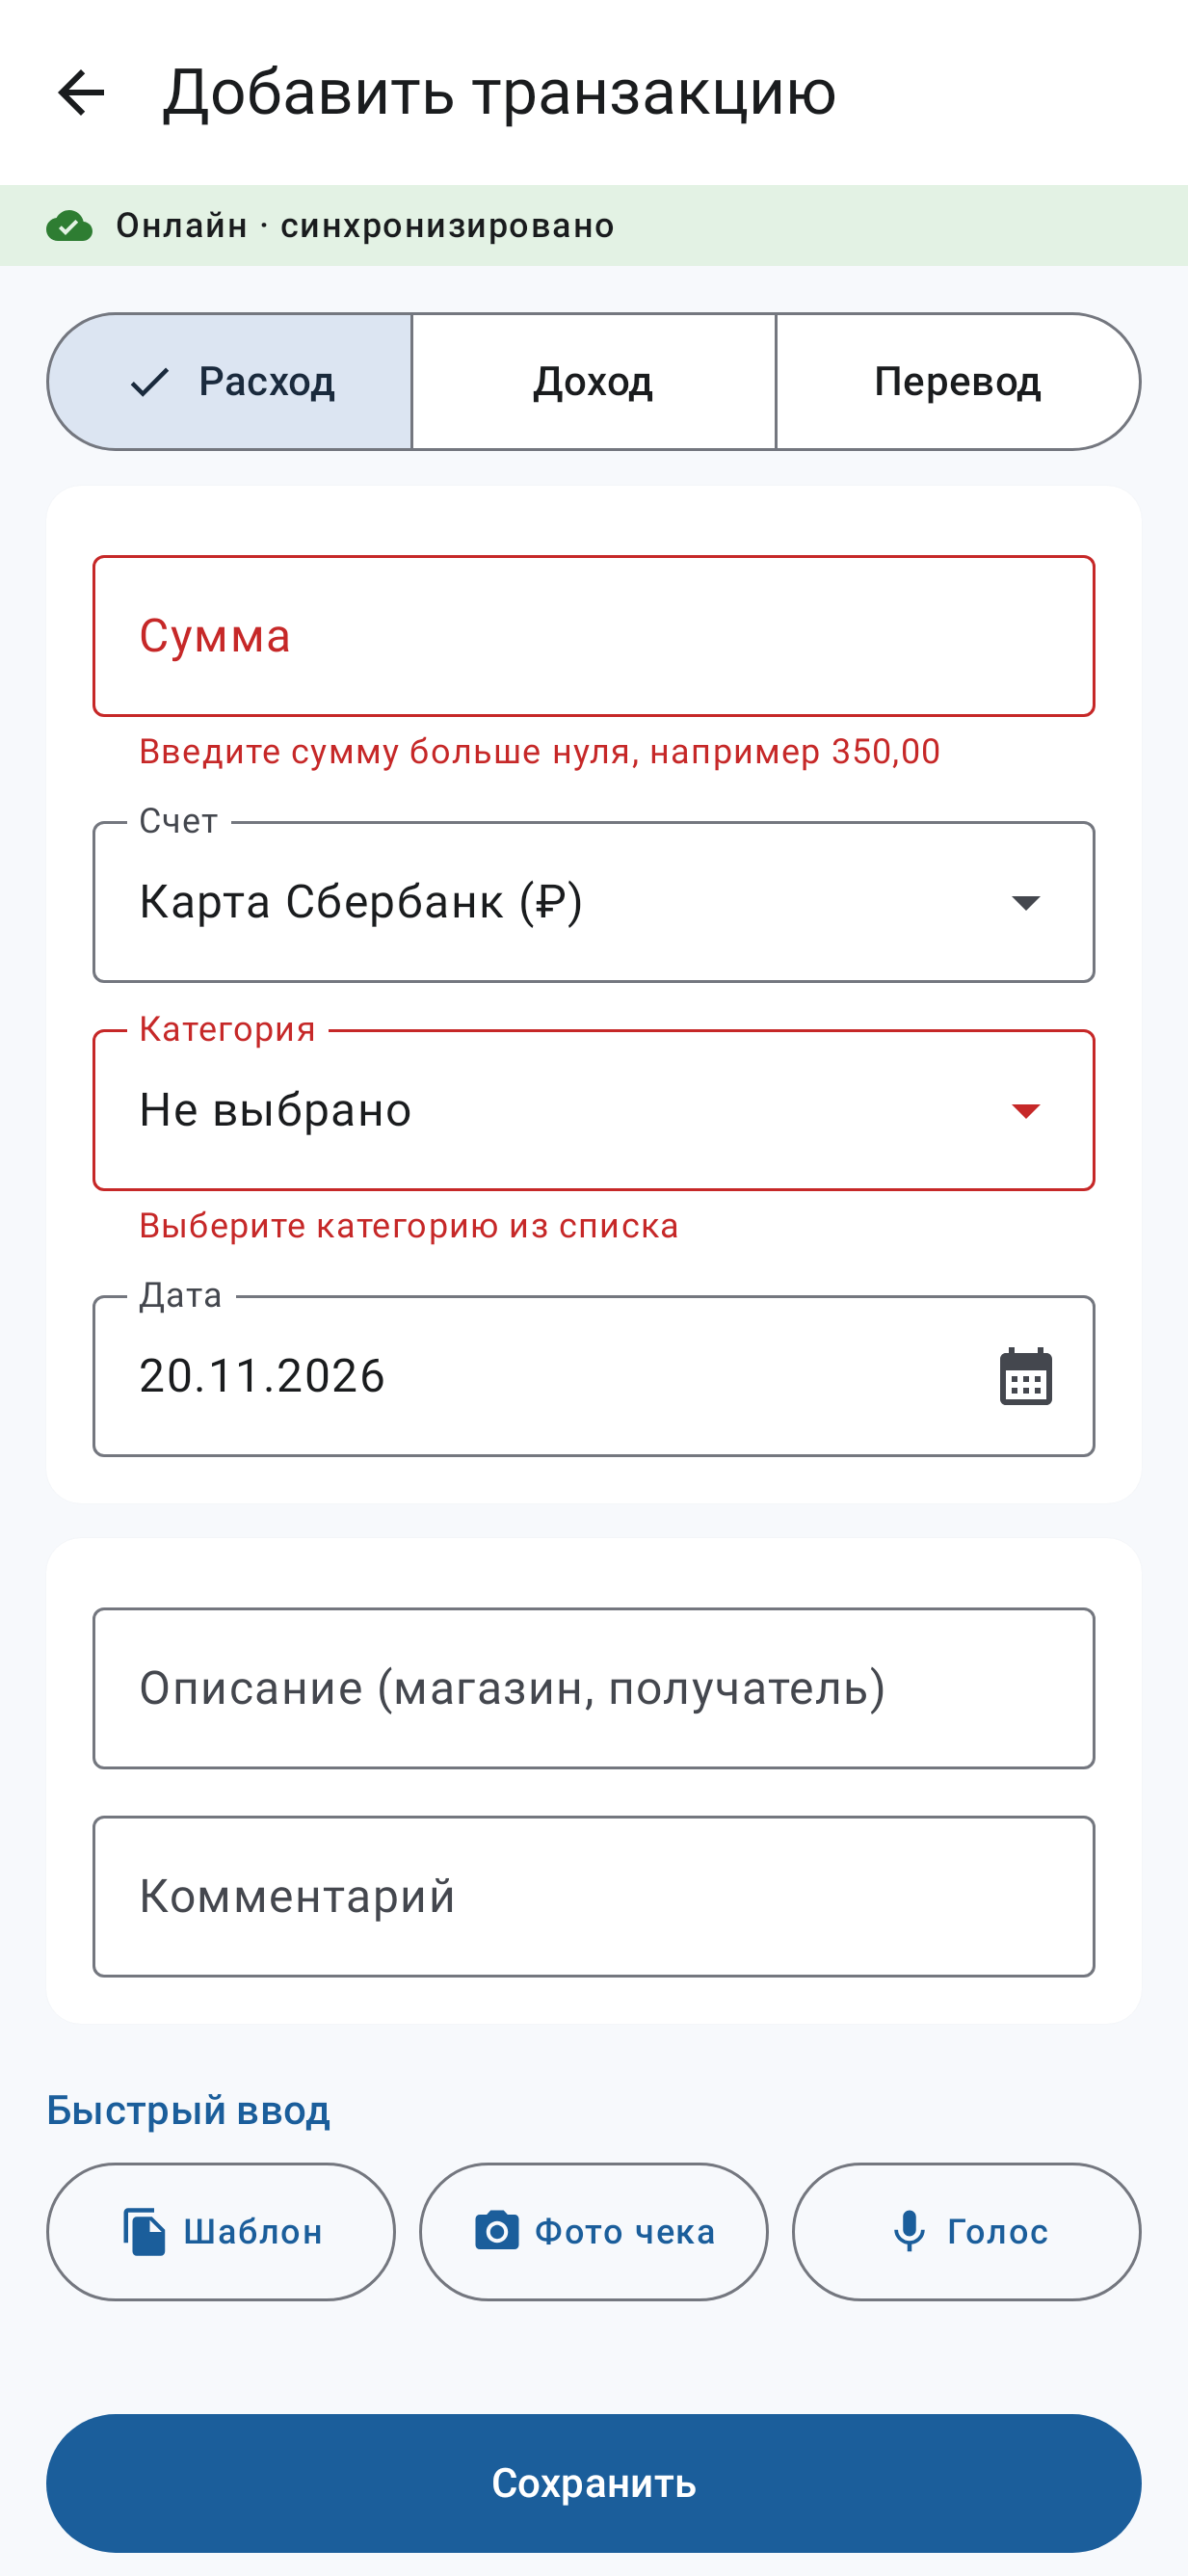 Добавить транзакцию
Онлайн · синхронизировано
Расход
Доход
Перевод
Сумма
Введите сумму больше нуля, например 350,00
Счет
Карта Сбербанк (₽)
Категория
Не выбрано
Выберите категорию из списка
Дата
20.11.2026
Описание (магазин, получатель)
Комментарий
Быстрый ввод
Шаблон
Фото чека
Голос
Сохранить